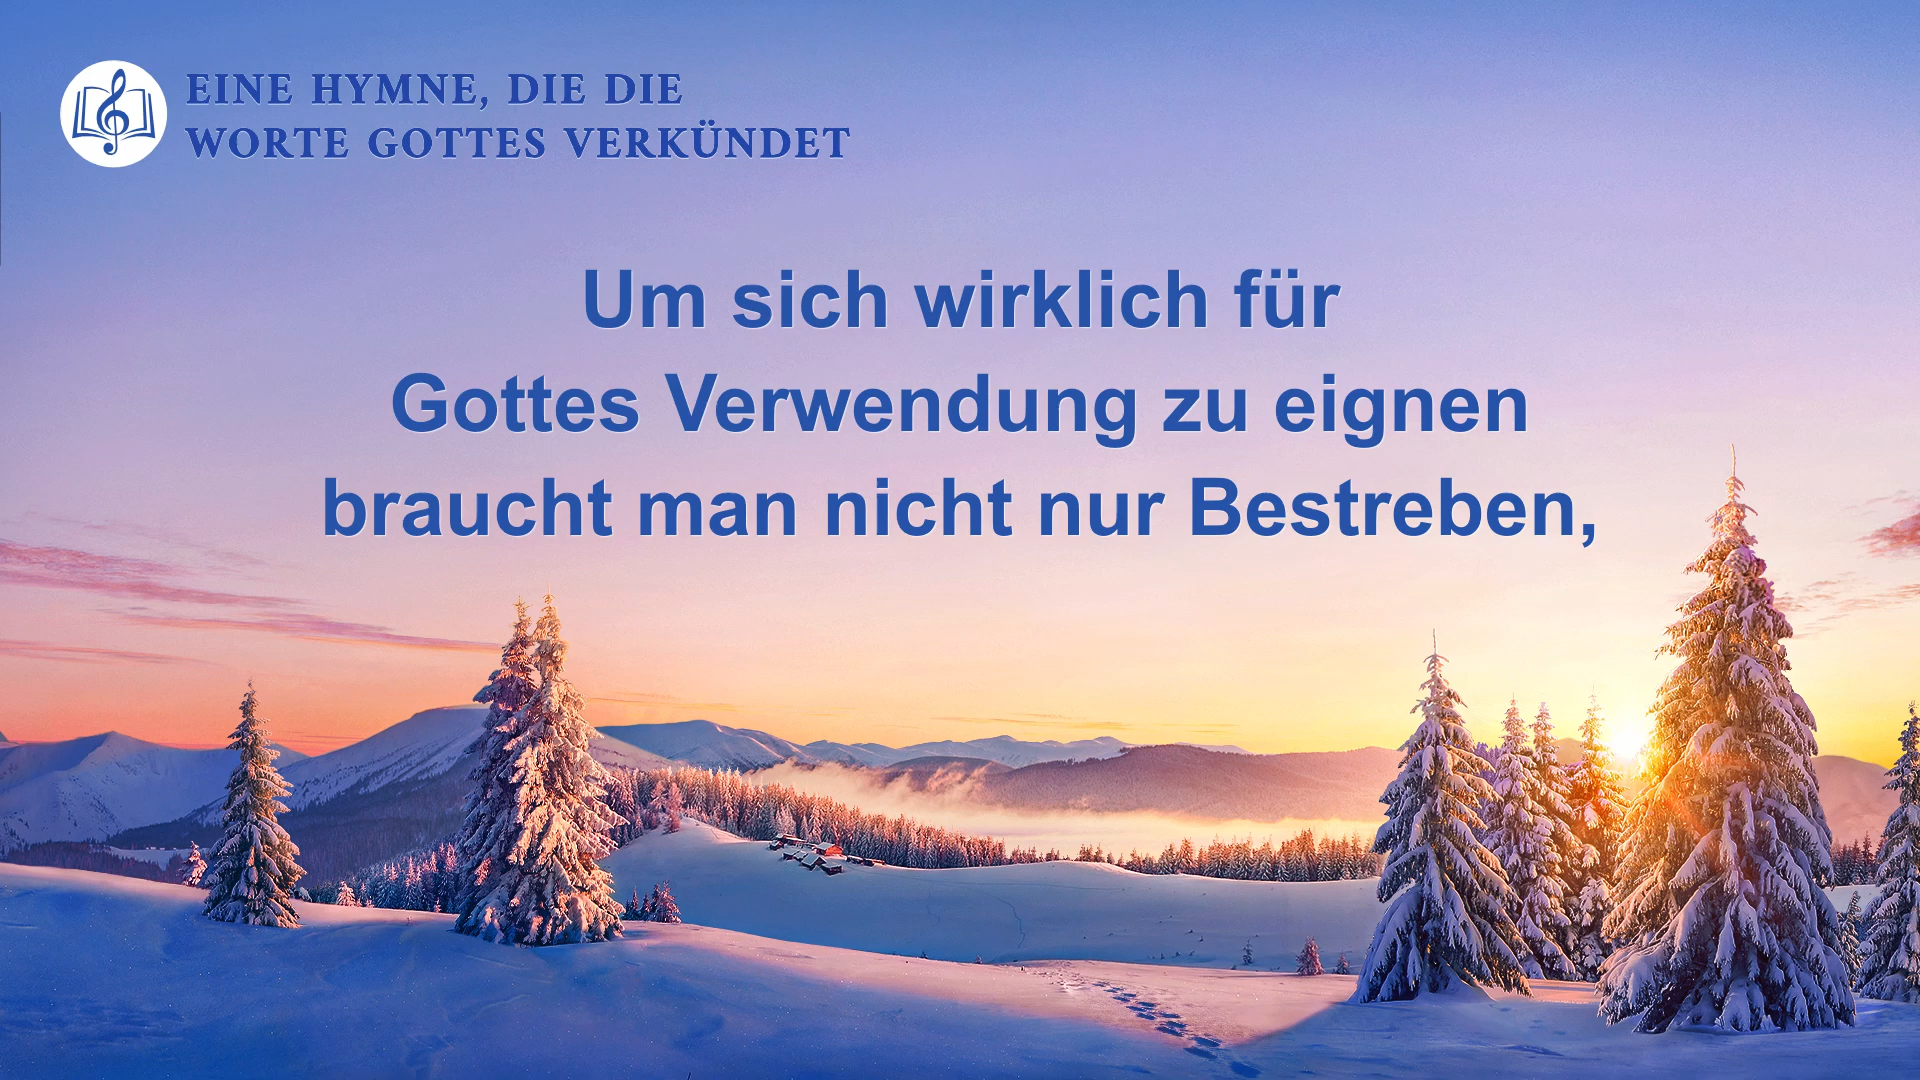 EINE HYMNE, DIE DIE
WORTE GOTTES VERKÜNDET
Um sich wirklich für
Gottes Verwendung zu eignen
braucht man nicht nur Bestreben,